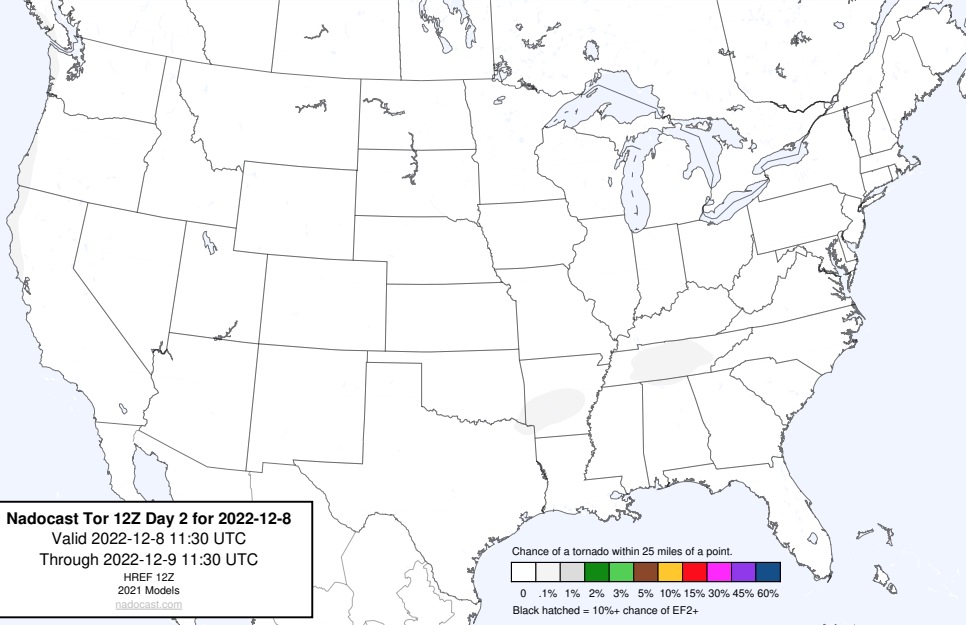 Nadocast Tor 12Z Day 2 for 2022-12-8
Valid 2022-12-8 11:30 UTC
Through 2022-12-9 11:30 UTC
HREF 12Z
2021 Models
nadocast.com
Chance of a tornado within 25 miles of a point.
0 .1% 1% 2% 3% 5% 10% 15% 30% 45% 60%
Black hatched = 10%+ chance of EF2+